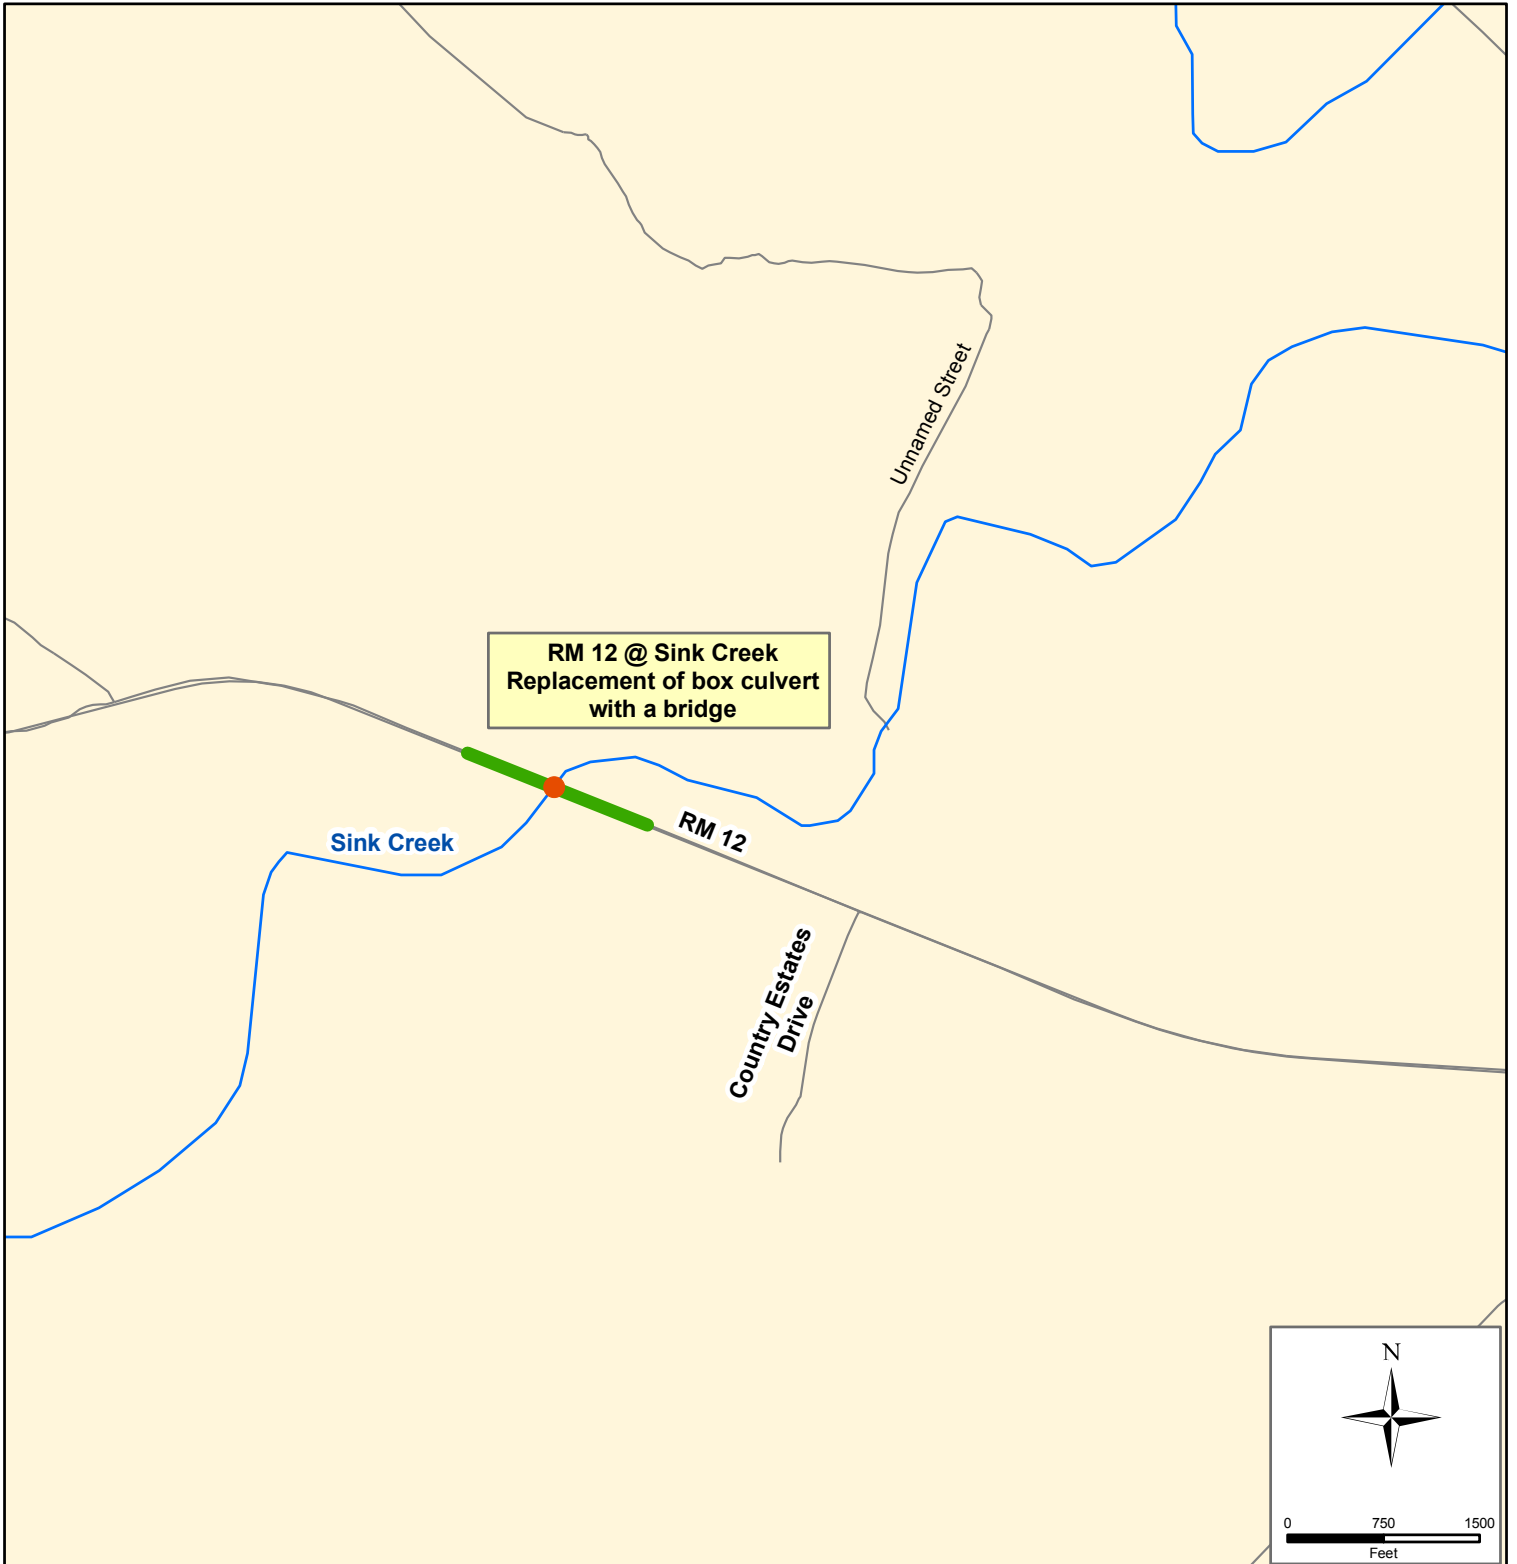 Unnamed Street
RM 12 @ Sink Creek
Replacement of box culvert
with a bridge
RM 12
Sink Creek
Country Estates
Drive
N
0 750 1500
Feet